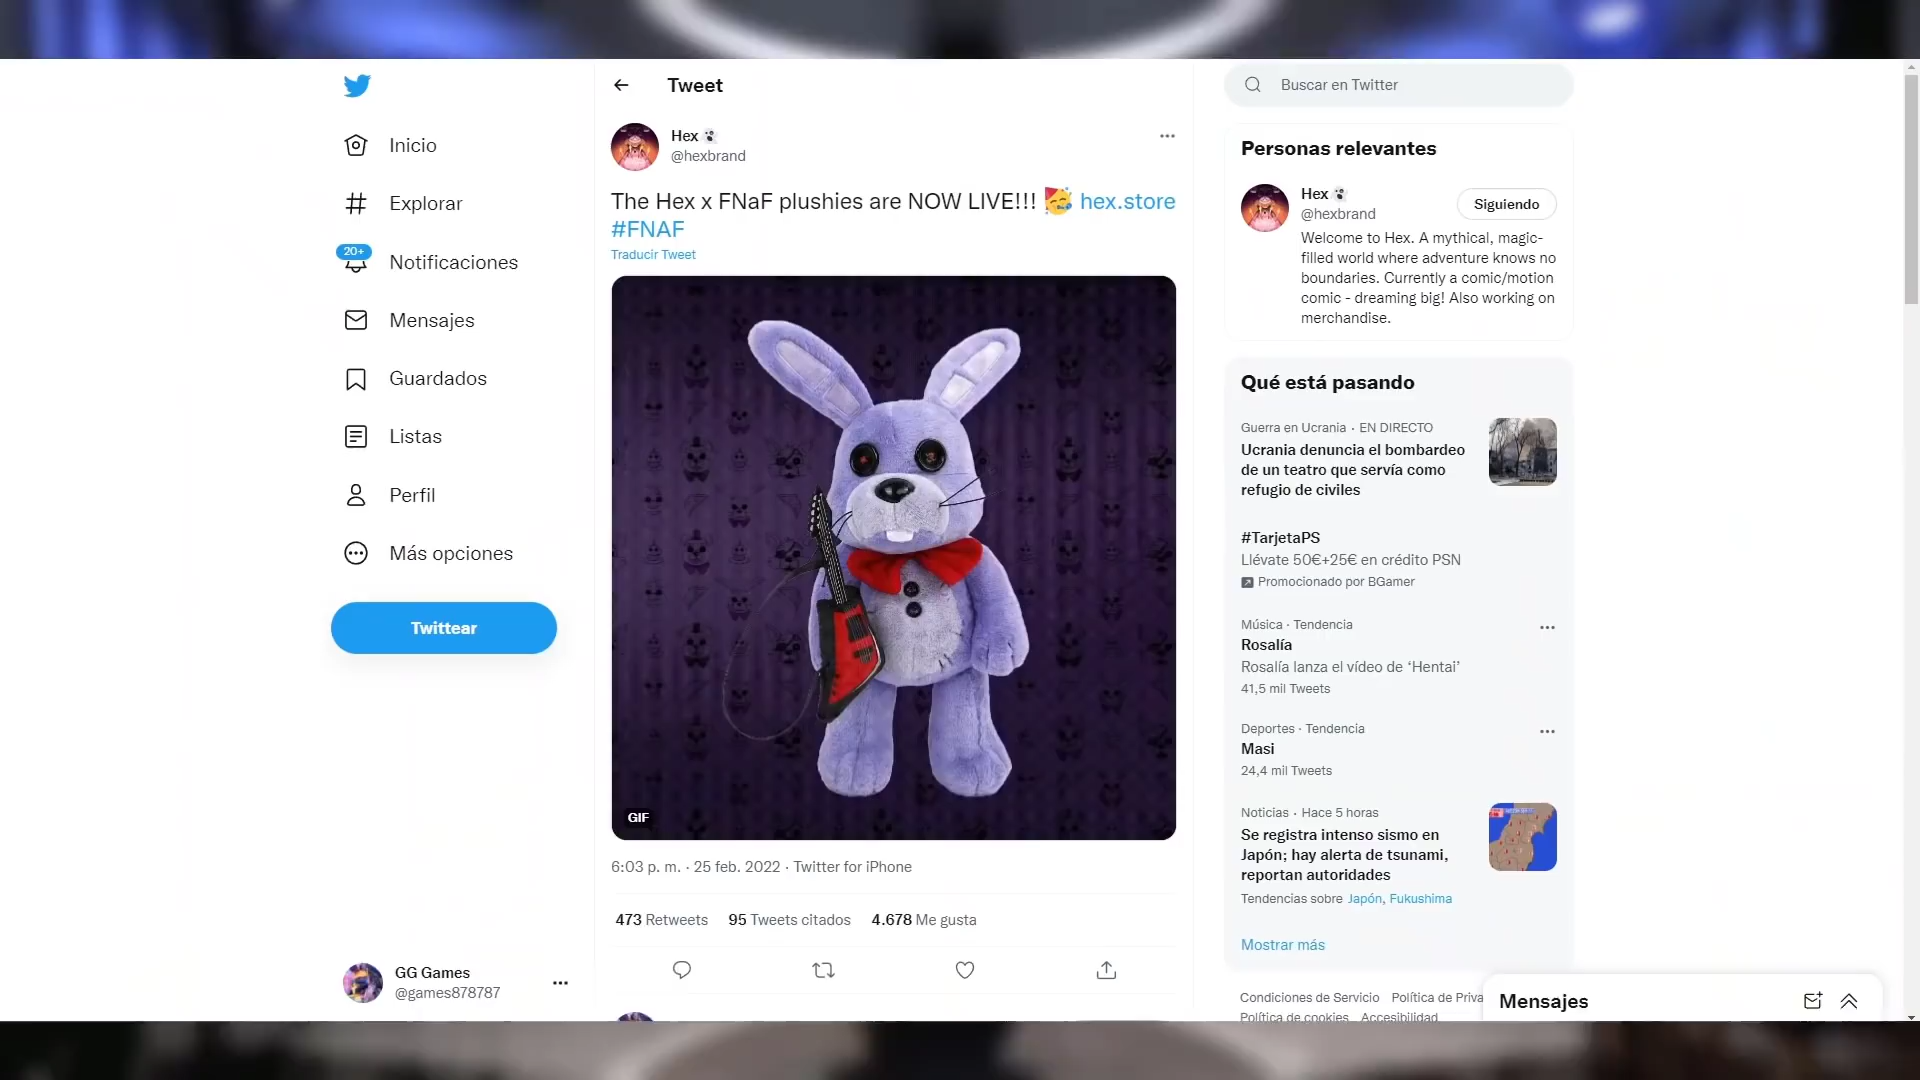 Inicio
Explorar
20+
Notificaciones
Mensajes
Guardados
Listas
Perfil
Más opciones
Twittear
GG Games
@games878787
Tweet
Hex
@hexbrand
The Hex x FNaF plushies are NOW LIVE!!! 🥳 hex.store
#FNAF
Traducir Tweet
GIF
6:03 p. m. · 25 feb. 2022 · Twitter for iPhone
473 Retweets 95 Tweets citados 4.678 Me gusta
Buscar en Twitter
Personas relevantes
Hex
@hexbrand
Siguiendo
Welcome to Hex. A mythical, magic-
filled world where adventure knows no
boundaries. Currently a comic/motion
comic - dreaming big! Also working on
merchandise.
Qué está pasando
Guerra en Ucrania · EN DIRECTO
Ucrania denuncia el bombardeo
de un teatro que servía como
refugio de civiles
#TarjetaPS
Llévate 50€+25€ en crédito PSN
Promocionado por BGamer
Música · Tendencia
Rosalía
Rosalía lanza el vídeo de ‘Hentai’
41,5 mil Tweets
Deportes · Tendencia
Masi
24,4 mil Tweets
Noticias · Hace 5 horas
Se registra intenso sismo en
Japón; hay alerta de tsunami,
reportan autoridades
Tendencias sobre Japón, Fukushima
Mostrar más
Condiciones de Servicio Política de Priva
Política de cookies Accesibilidad
Mensajes